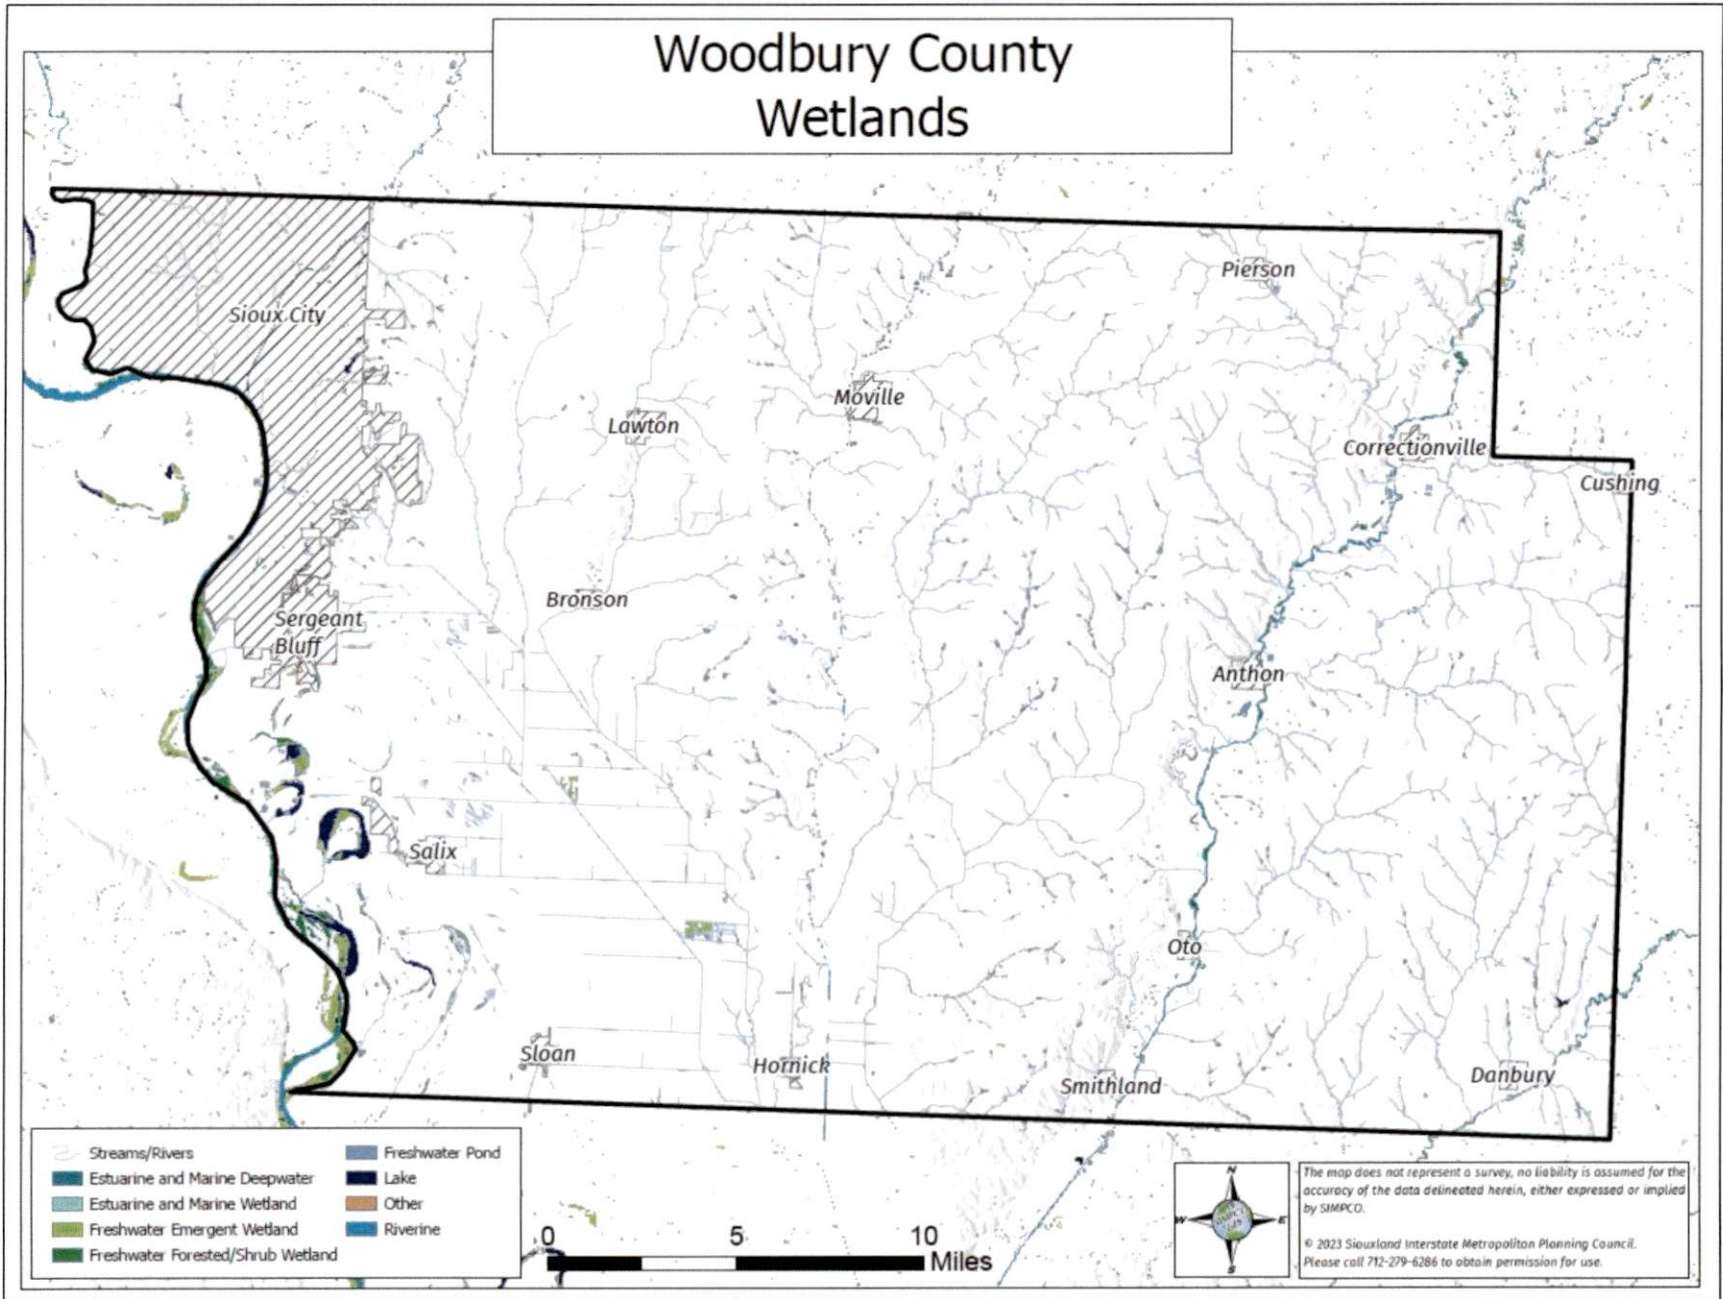 Woodbury County
Wetlands
Pierson
Sioux City
Moville
Lawton
Correctionville
Cushing
Bronson
Sergeant
Bluff
Anthon
Salix
Oto
Sloan
Hornick
Smithland
Danbury
Streams/Rivers
Estuarine and Marine Deepwater
Estuarine and Marine Wetland
Freshwater Emergent Wetland
Freshwater Forested/Shrub Wetland
Freshwater Pond
Lake
Other
Riverine
0 5 10
Miles
N
W E
S
The map does not represent a survey, no liability is assumed for the
accuracy of the data delineated herein, either expressed or implied
by SIMPCO.
© 2023 Siouxland Interstate Metropolitan Planning Council.
Please call 712-279-6286 to obtain permission for use.